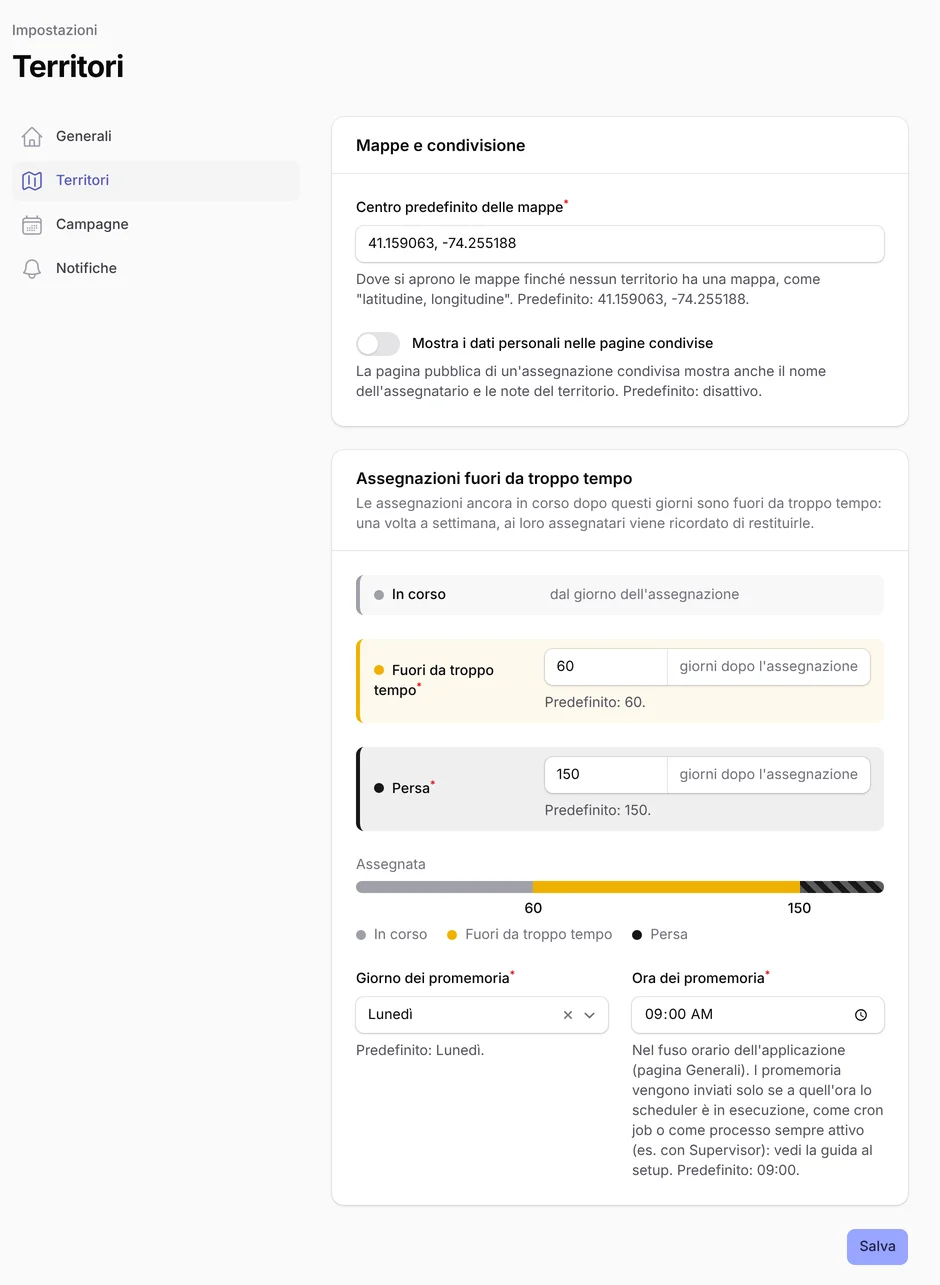 Impostazioni
Territori
Generali
Territori
Campagne
Notifiche
Mappe e condivisione
Centro predefinito delle mappe*
41.159063, -74.255188
Dove si aprono le mappe finché nessun territorio ha una mappa, come
"latitudine, longitudine". Predefinito: 41.159063, -74.255188.
Mostra i dati personali nelle pagine condivise
La pagina pubblica di un'assegnazione condivisa mostra anche il nome
dell'assegnatario e le note del territorio. Predefinito: disattivo.
Assegnazioni fuori da troppo tempo
Le assegnazioni ancora in corso dopo questi giorni sono fuori da troppo tempo:
una volta a settimana, ai loro assegnatari viene ricordato di restituirle.
In corso
dal giorno dell'assegnazione
Fuori da troppo
tempo*
60
giorni dopo l'assegnazione
Predefinito: 60.
Persa*
150
giorni dopo l'assegnazione
Predefinito: 150.
Assegnata
60
150
In corso
Fuori da troppo tempo
Persa
Giorno dei promemoria*
Lunedì
Predefinito: Lunedì.
Ora dei promemoria*
09:00 AM
Nel fuso orario dell'applicazione
(pagina Generali). I promemoria
vengono inviati solo se a quell'ora lo
scheduler è in esecuzione, come cron
job o come processo sempre attivo
(es. con Supervisor): vedi la guida al
setup. Predefinito: 09:00.
Salva